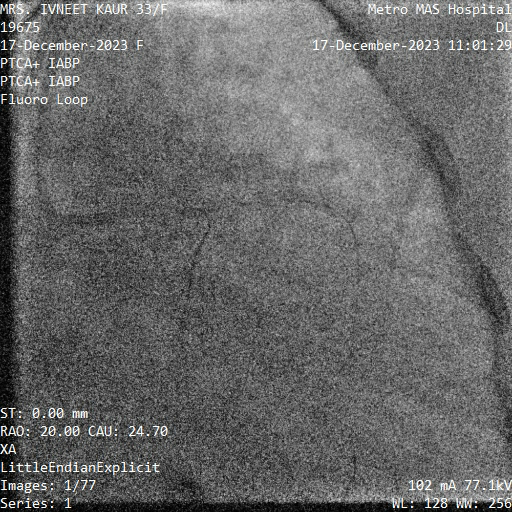 MRS. IVNEET KAUR 33/F
Metro MAS Hospital
19675
DL
17-December-2023 F
17-December-2023 11:01:29
PTCA+ IABP
PTCA+ IABP
Fluoro Loop
ST: 0.00 mm
RAO: 20.00 CAU: 24.70
XA
LittleEndianExplicit
Images: 1/77
102 mA 77.1kV
Series: 1
WL: 128 WW: 256